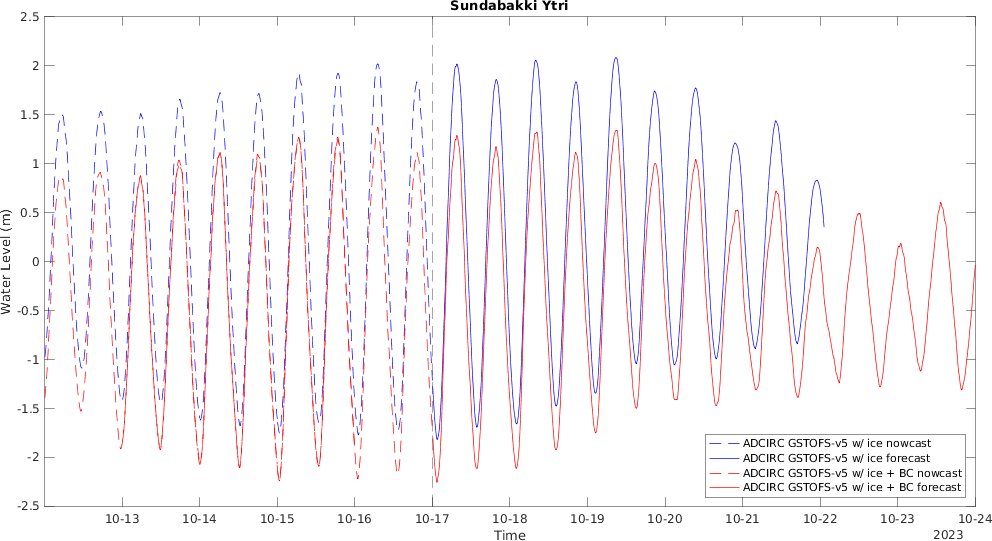 Sundabakki Ytri
2.5
2
1.5
1
0.5
0
-0.5
-1
-1.5
-2
-2.5
Water Level (m)
10-13 10-14 10-15 10-16 10-17 10-18 10-19 10-20 10-21 10-22 10-23 10-24
Time
2023
ADCIRC GSTOFS-v5 w/ ice nowcast
ADCIRC GSTOFS-v5 w/ ice forecast
ADCIRC GSTOFS-v5 w/ ice + BC nowcast
ADCIRC GSTOFS-v5 w/ ice + BC forecast